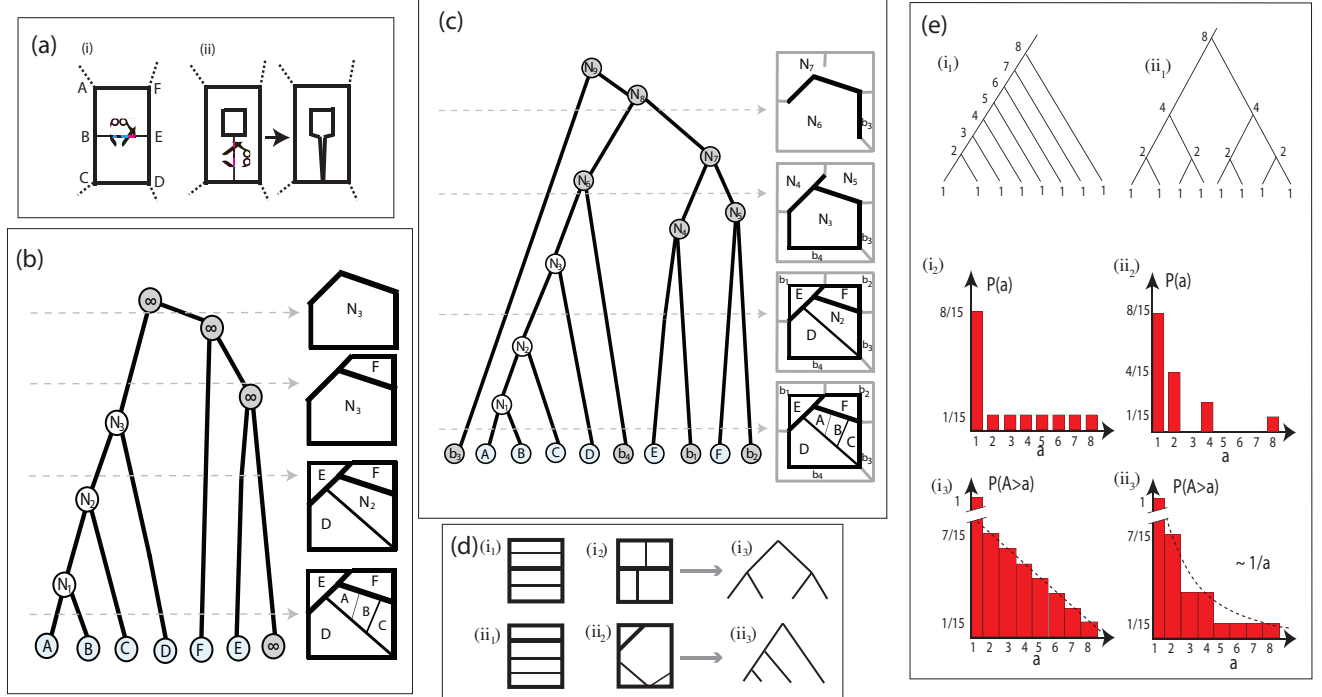 (a)
(i)
(ii)
A
F
B
E
C
D
(b)
∞
∞
∞
N3
N2
N1
A
B
C
D
F
E
∞
N3
F
N3
E
F
N2
D
E
F
A
B
C
D
(c)
N9
N8
N7
N6
N5
N4
N3
N2
N1
b3
A
B
C
D
b4
E
b1
F
b2
N7
N6
b3
N4
N5
N3
b3
b4
b1
b2
E
F
N2
D
b3
b4
b1
b2
E
F
A
B
C
D
b3
b4
(d)
(i1)
(i2)
(i3)
(ii1)
(ii2)
(ii3)
(e)
(i1)
8
7
6
5
4
3
2
1 1 1 1 1 1 1 1
(ii1)
8
4 4
2 2 2 2
1 1 1 1 1 1 1 1
(i2)
P(a)
8/15
1/15
1 2 3 4 5 6 7 8
a
(ii2)
P(a)
8/15
4/15
1/15
1 2 3 4 5 6 7 8
a
(i3)
P(A>a)
1
7/15
1/15
1 2 3 4 5 6 7 8
a
(ii3)
P(A>a)
1
7/15
~ 1/a
1/15
1 2 3 4 5 6 7 8
a